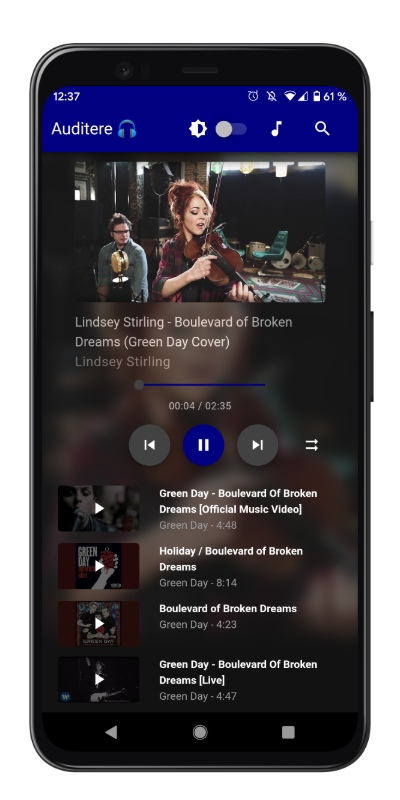 12:37
61 %
Auditere
Lindsey Stirling - Boulevard of Broken
Dreams (Green Day Cover)
Lindsey Stirling
00:04 / 02:35
Green Day - Boulevard Of Broken
Dreams [Official Music Video]
Green Day - 4:48
GREEN DAY
Holiday / Boulevard of Broken
Dreams
Green Day - 8:14
Boulevard of Broken Dreams
Green Day - 4:23
Green Day - Boulevard Of Broken
Dreams [Live]
Green Day - 4:47